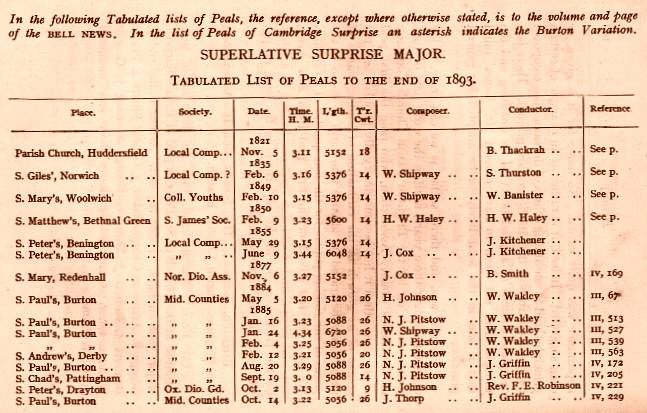 In the following Tabulated lists of Peals, the reference, except where otherwise stated, is to the volume and page
of the BELL NEWS. In the list of Peals of Cambridge Surprise an asterisk indicates the Burton Variation.
SUPERLATIVE SURPRISE MAJOR.
TABULATED LIST OF PEALS TO THE END OF 1893.
Place. Society. Date. Time. H. M. L'gth. T'r. Cwt. Composer. Conductor. Reference
1821
Parish Church, Huddersfield Local Comp... Nov. 5 3.11 5152 18 B. Thackrah .. See p.
1835
S. Giles', Norwich .. .. Local Comp. ? Feb. 6 3.16 5376 14 W. Shipway .. .. S. Thurston .. .. See p.
1849
S. Mary's, Woolwich .. Coll. Youths Feb. 10 3.15 5376 14 W. Shipway .. .. W. Banister .. .. See p.
1850
S. Matthew's, Bethnal Green S. James' Soc. Feb. 9 3.23 5600 14 H. W. Haley .. .. H. W. Haley .. .. See p.
1855
S. Peter's, Benington .. .. Local Comp... May 29 3.15 5376 14 J. Kitchener .. ..
S. Peter's, Benington .. .. „ „ .. June 9 3.44 6048 14 J. Cox .. .. .. J. Kitchener .. ..
1877
S. Mary, Redenhall .. .. Nor. Dio. Ass. Nov. 6 3.27 5152 J. Cox .. .. .. B. Smith .. .. IV, 169
1884
S. Paul's, Burton .. .. Mid. Counties May 5 3.20 5120 26 H. Johnson .. .. W. Wakley .. .. III, 67
1885
S. Paul's, Burton .. .. .. „ „ Jan. 16 3.23 5088 26 N. J. Pitstow .. .. W. Wakley .. .. III, 513
S. Paul's, Burton .. .. „ „ Jan. 24 4.34 6720 26 W. Shipway .. .. W. Wakley .. .. III, 527
„ „ .. .. „ „ Feb. 4 3.25 5056 26 N. J. Pitstow .. .. W. Wakley .. .. III, 539
S. Andrew's, Derby .. .. „ „ Feb. 12 3.21 5056 20 N. J. Pitstow .. .. W. Wakley .. .. III, 563
S. Paul's, Burton .. .. „ „ Aug. 20 3.29 5088 26 N. J. Pitstow .. .. J. Griffin .. .. IV, 172
S. Chad's, Pattingham .. „ „ Sept. 19 3. 0 5088 14 N. J. Pitstow .. .. J. Griffin .. .. IV, 205
S. Peter's, Drayton .. .. Ox. Dio. Gd. Oct. 2 3.13 5120 9 H. Johnson .. .. Rev. F. E. Robinson IV, 221
S. Paul's, Burton .. .. Mid. Counties Oct. 14 3.22 5056 26 J. Thorp .. .. J. Griffin .. .. IV, 229